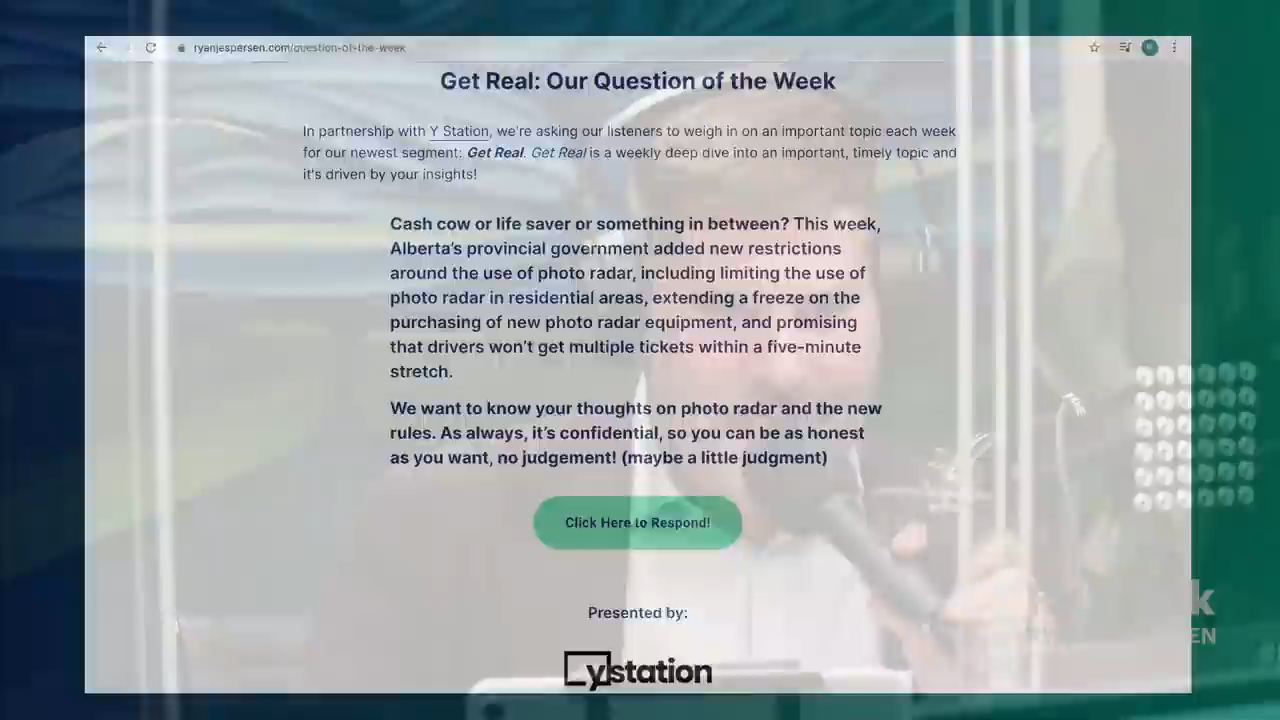 ryanjespersen.com/question-of-the-week
Get Real: Our Question of the Week
In partnership with Y Station, we're asking our listeners to weigh in on an important topic each week
for our newest segment: Get Real. Get Real is a weekly deep dive into an important, timely topic and
it's driven by your insights!
Cash cow or life saver or something in between? This week,
Alberta's provincial government added new restrictions
around the use of photo radar, including limiting the use of
photo radar in residential areas, extending a freeze on the
purchasing of new photo radar equipment, and promising
that drivers won't get multiple tickets within a five-minute
stretch.
We want to know your thoughts on photo radar and the new
rules. As always, it's confidential, so you can be as honest
as you want, no judgement! (maybe a little judgment)
Click Here to Respond!
Presented by:
ystation